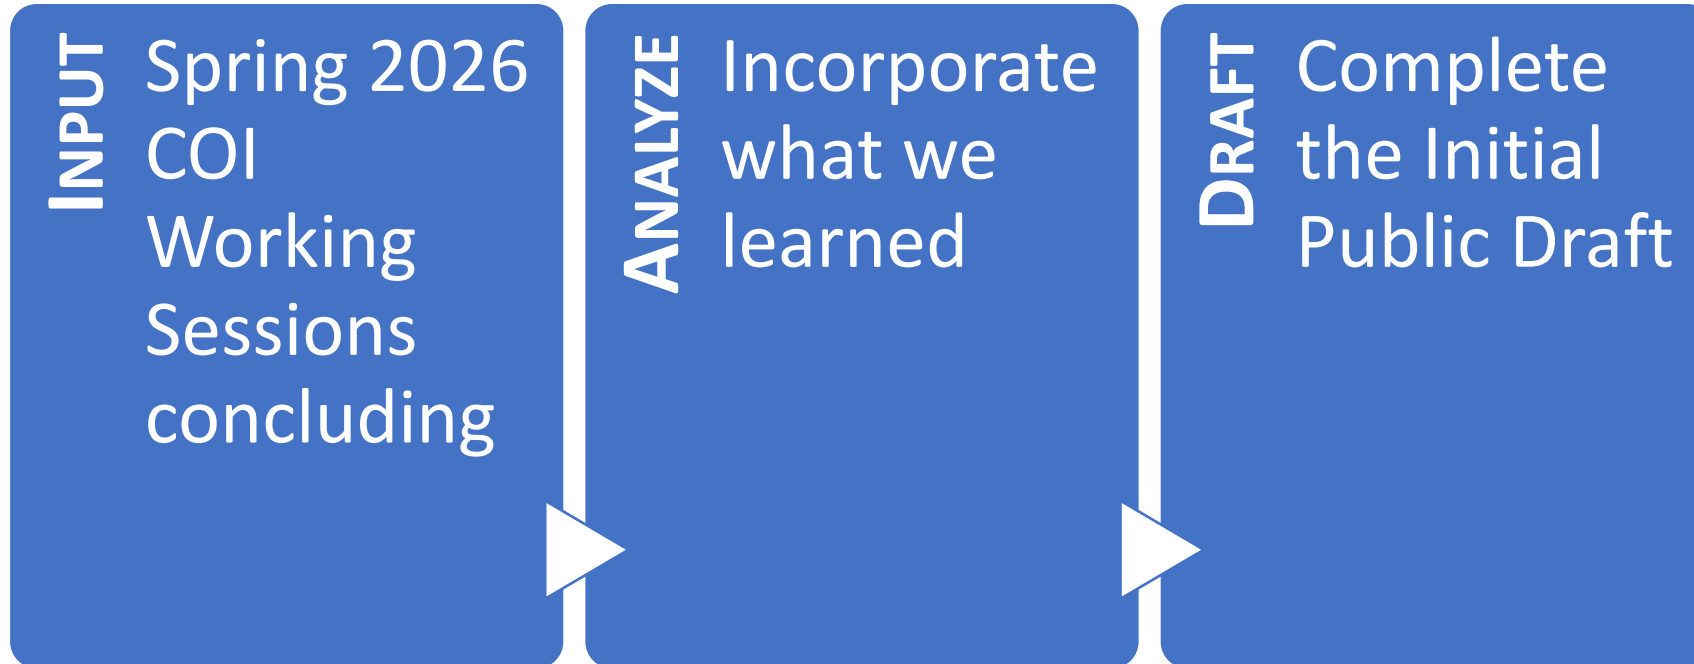 INPUT
Spring 2026
COI
Working
Sessions
concluding
ANALYZE
Incorporate
what we
learned
DRAFT
Complete
the Initial
Public Draft